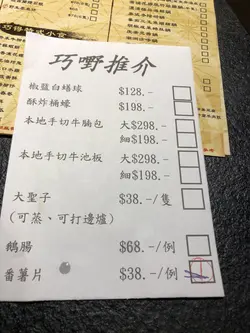 巧嘢推介
椒鹽白鱔球 $128.-
酥炸桶蠔 $198.-
本地手切牛腩包 大$298.-
細$198.-
本地手切牛池板 大$298.-
細$198.-
大聖子 $38.-/隻
(可蒸、可打邊爐)
鵝腸 $68.-/例
番薯片 $38.-/例